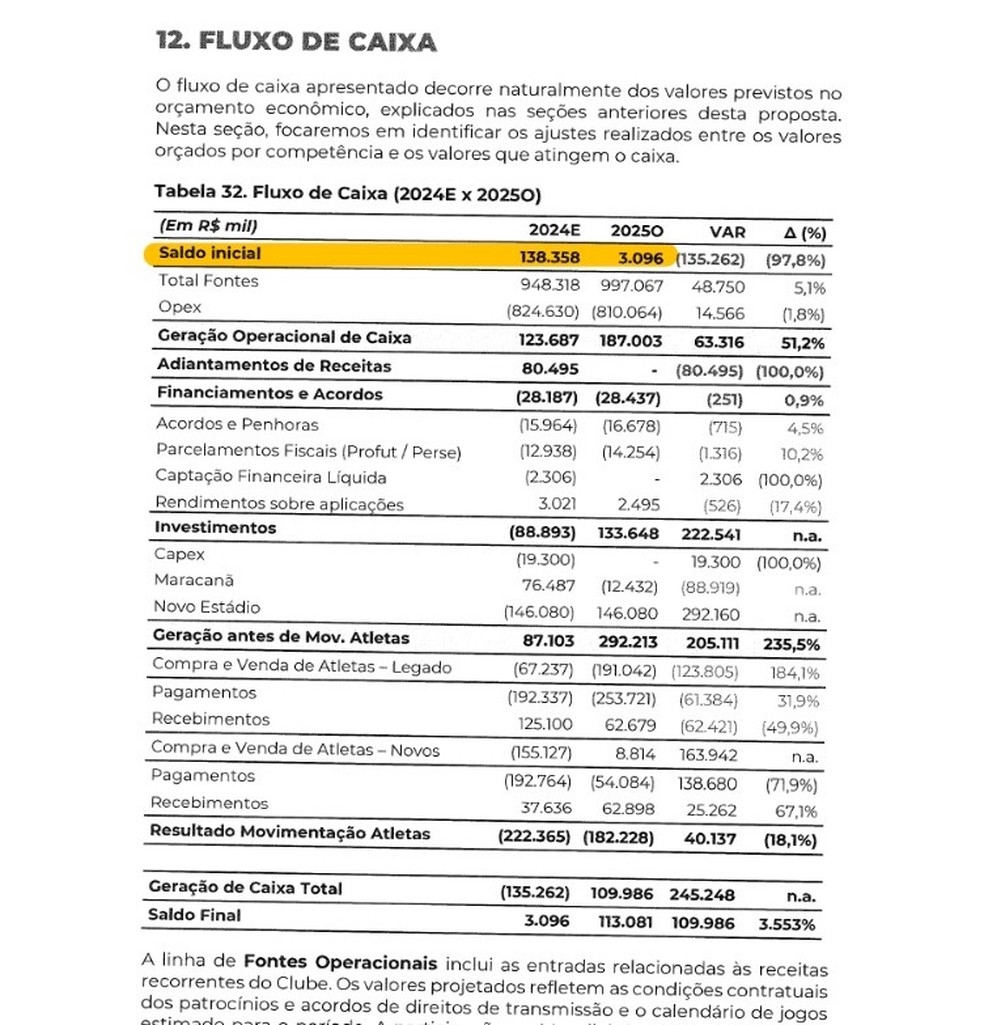 12. FLUXO DE CAIXA
O fluxo de caixa apresentado decorre naturalmente dos valores previstos no
orçamento econômico, explicados nas seções anteriores desta proposta.
Nesta seção, focaremos em identificar os ajustes realizados entre os valores
orçados por competência e os valores que atingem o caixa.
Tabela 32. Fluxo de Caixa (2024E x 2025O)
(Em R$ mil) 2024E 2025O VAR Δ (%)
Saldo inicial 138.358 3.096 (135.262) (97,8%)
Total Fontes 948.318 997.067 48.750 5,1%
Opex (824.630) (810.064) 14.566 (1,8%)
Geração Operacional de Caixa 123.687 187.003 63.316 51,2%
Adiantamentos de Receitas 80.495 - (80.495) (100,0%)
Financiamentos e Acordos (28.187) (28.437) (251) 0,9%
Acordos e Penhoras (15.964) (16.678) (715) 4,5%
Parcelamentos Fiscais (Profut / Perse) (12.938) (14.254) (1.316) 10,2%
Captação Financeira Líquida (2.306) - 2.306 (100,0%)
Rendimentos sobre aplicações 3.021 2.495 (526) (17,4%)
Investimentos (88.893) 133.648 222.541 n.a.
Capex (19.300) - 19.300 (100,0%)
Maracanã 76.487 (12.432) (88.919) n.a.
Novo Estádio (146.080) 146.080 292.160 n.a.
Geração antes de Mov. Atletas 87.103 292.213 205.111 235,5%
Compra e Venda de Atletas – Legado (67.237) (191.042) (123.805) 184,1%
Pagamentos (192.337) (253.721) (61.384) 31,9%
Recebimentos 125.100 62.679 (62.421) (49,9%)
Compra e Venda de Atletas – Novos (155.127) 8.814 163.942 n.a.
Pagamentos (192.764) (54.084) 138.680 (71,9%)
Recebimentos 37.636 62.898 25.262 67,1%
Resultado Movimentação Atletas (222.365) (182.228) 40.137 (18,1%)
Geração de Caixa Total (135.262) 109.986 245.248 n.a.
Saldo Final 3.096 113.081 109.986 3.553%
A linha de Fontes Operacionais inclui as entradas relacionadas às receitas
recorrentes do Clube. Os valores projetados refletem as condições contratuais
dos patrocínios e acordos de direitos de transmissão e o calendário de jogos
estimado para o período. A